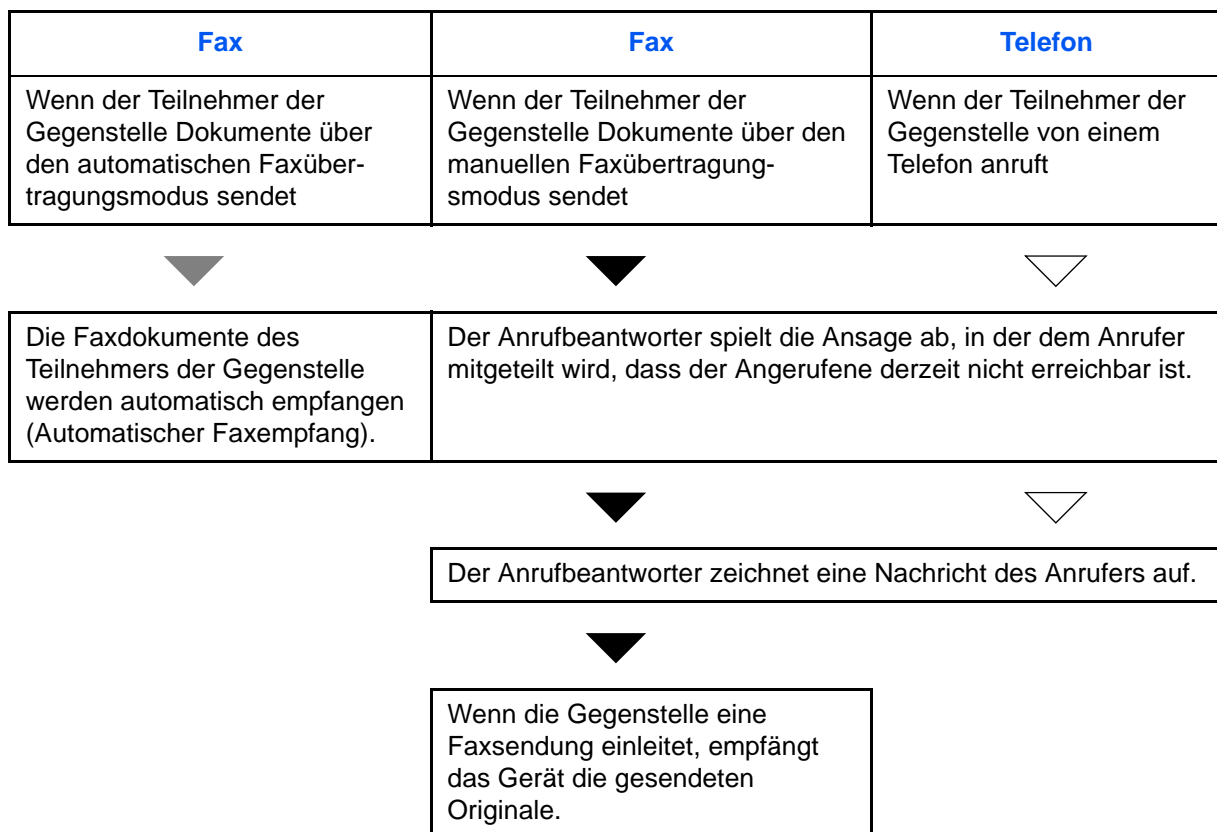 Fax
Fax
Telefon
Wenn der Teilnehmer der
Gegenstelle Dokumente über
den automatischen Faxüber-
tragungsmodus sendet
Wenn der Teilnehmer der
Gegenstelle Dokumente über den
manuellen Faxübertragung-
smodus sendet
Wenn der Teilnehmer der
Gegenstelle von einem
Telefon anruft
Die Faxdokumente des
Teilnehmers der Gegenstelle
werden automatisch empfangen
(Automatischer Faxempfang).
Der Anrufbeantworter spielt die Ansage ab, in der dem Anrufer
mitgeteilt wird, dass der Angerufene derzeit nicht erreichbar ist.
Der Anrufbeantworter zeichnet eine Nachricht des Anrufers auf.
Wenn die Gegenstelle eine
Faxsendung einleitet, empfängt
das Gerät die gesendeten
Originale.